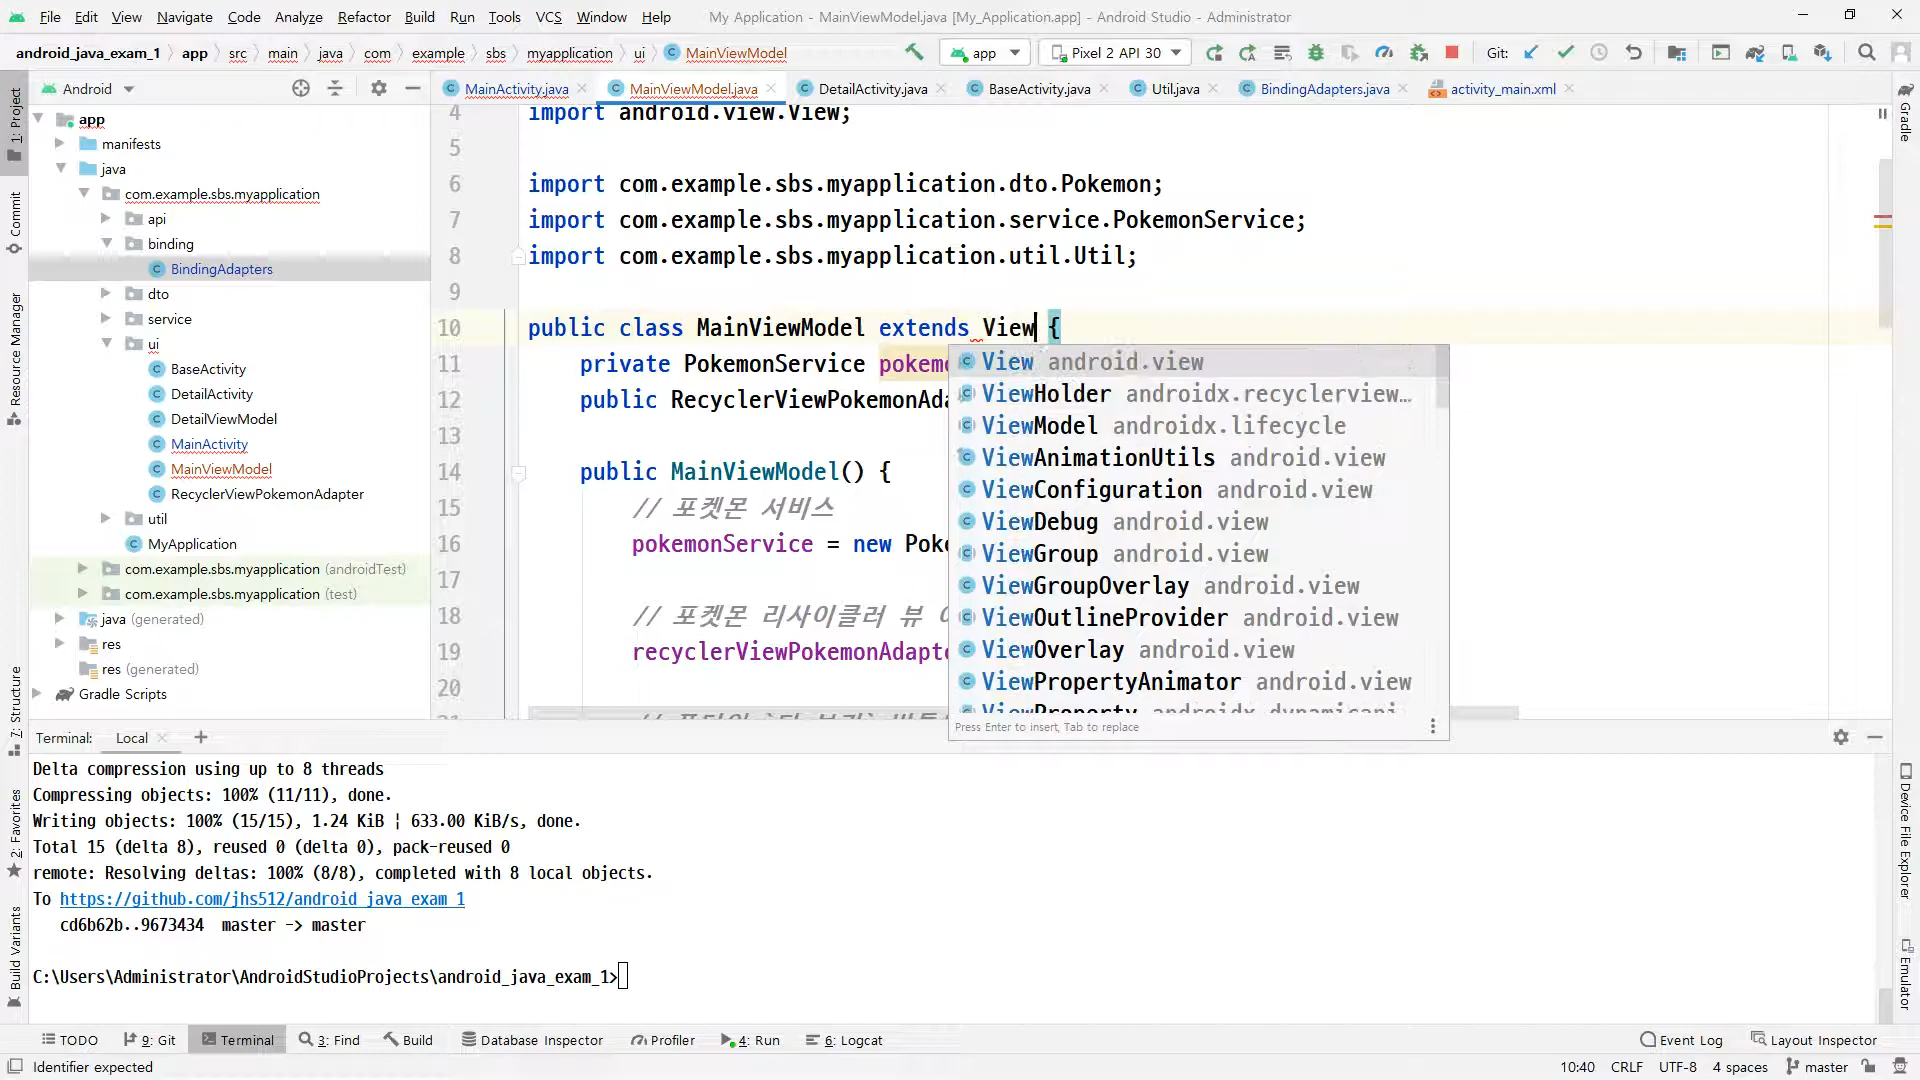 File Edit View Navigate Code Analyze Refactor Build Run Tools VCS Window Help My Application - MainViewModel.java [My_Application.app] - Android Studio - Administrator
android_java_exam_1 app src main java com example sbs myapplication ui MainViewModel app Pixel 2 API 30 Git:
Android
MainActivity.java MainViewModel.java DetailActivity.java BaseActivity.java Util.java BindingAdapters.java activity_main.xml
1: Project
Commit
Resource Manager
7: Structure
2: Favorites
Build Variants
app
manifests
java
com.example.sbs.myapplication
api
binding
BindingAdapters
dto
service
ui
BaseActivity
DetailActivity
DetailViewModel
MainActivity
MainViewModel
RecyclerViewPokemonAdapter
util
MyApplication
com.example.sbs.myapplication (androidTest)
com.example.sbs.myapplication (test)
java (generated)
res
res (generated)
Gradle Scripts
4 import android.view.View;
5
6 import com.example.sbs.myapplication.dto.Pokemon;
7 import com.example.sbs.myapplication.service.PokemonService;
8 import com.example.sbs.myapplication.util.Util;
9
10 public class MainViewModel extends View {
11 private PokemonService pokemo
12 public RecyclerViewPokemonAda
13
14 public MainViewModel() {
15 // 포켓몬 서비스
16 pokemonService = new Poke
17
18 // 포켓몬 리사이클러 뷰
19 recyclerViewPokemonAdapte
20
View android.view
ViewHolder androidx.recyclerview…
ViewModel androidx.lifecycle
ViewAnimationUtils android.view
ViewConfiguration android.view
ViewDebug android.view
ViewGroup android.view
ViewGroupOverlay android.view
ViewOutlineProvider android.view
ViewOverlay android.view
ViewPropertyAnimator android.view
Press Enter to insert, Tab to replace
Gradle
Device File Explorer
Emulator
Terminal: Local
Delta compression using up to 8 threads
Compressing objects: 100% (11/11), done.
Writing objects: 100% (15/15), 1.24 KiB ¦ 633.00 KiB/s, done.
Total 15 (delta 8), reused 0 (delta 0), pack-reused 0
remote: Resolving deltas: 100% (8/8), completed with 8 local objects.
To https://github.com/jhs512/android_java_exam_1
cd6b62b..9673434 master -> master
C:\Users\Administrator\AndroidStudioProjects\android_java_exam_1>
TODO 9: Git Terminal 3: Find Build Database Inspector Profiler 4: Run 6: Logcat Event Log Layout Inspector
Identifier expected 10:40 CRLF UTF-8 4 spaces master